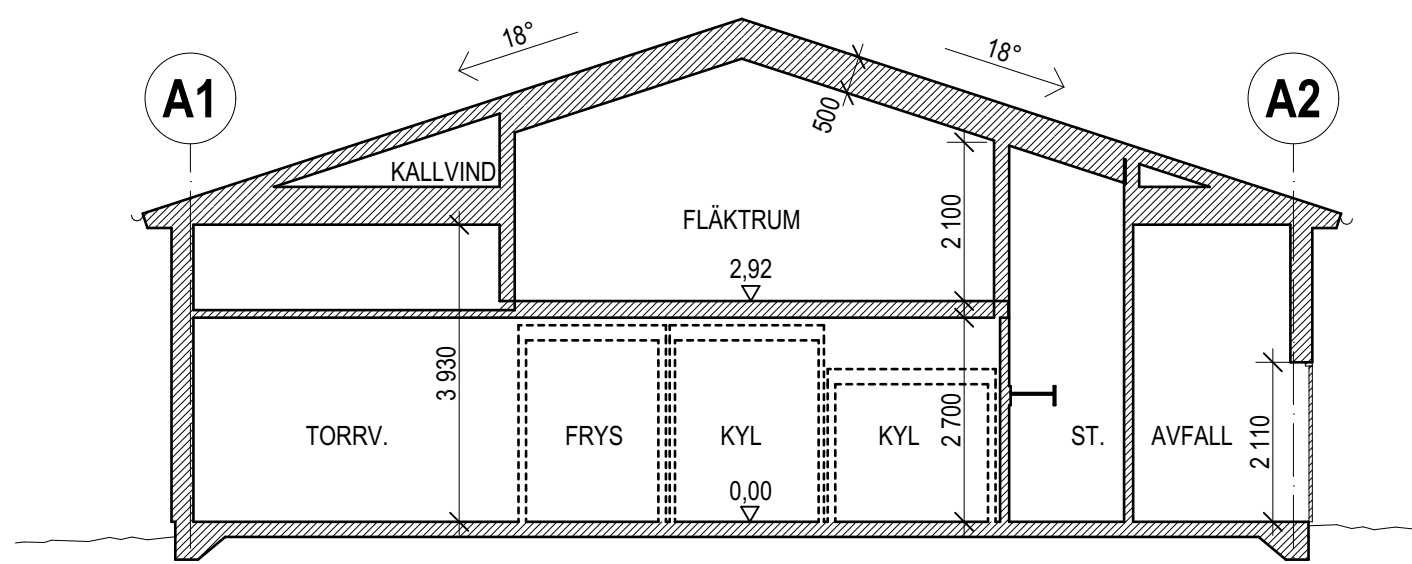 18°
18°
A1
A2
500
KALLVIND
2 100
FLÄKTRUM
2,92
3 930
2 700
2 110
TORRV.
FRYS
KYL
KYL
ST.
AVFALL
0,00